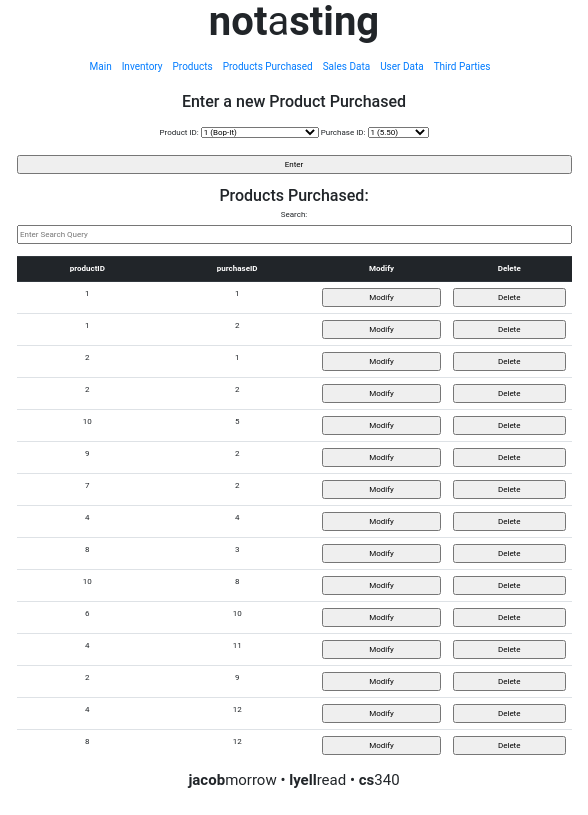 notasting
Main Inventory Products Products Purchased Sales Data User Data Third Parties
Enter a new Product Purchased
Product ID: 1 (Bop-It) Purchase ID: 1 (5.50)
Enter
Products Purchased:
Search:
Enter Search Query
productID purchaseID Modify Delete
1 1 Modify Delete
1 2 Modify Delete
2 1 Modify Delete
2 2 Modify Delete
10 5 Modify Delete
9 2 Modify Delete
7 2 Modify Delete
4 4 Modify Delete
8 3 Modify Delete
10 8 Modify Delete
6 10 Modify Delete
4 11 Modify Delete
2 9 Modify Delete
4 12 Modify Delete
8 12 Modify Delete
jacobmorrow • lyellread • cs340